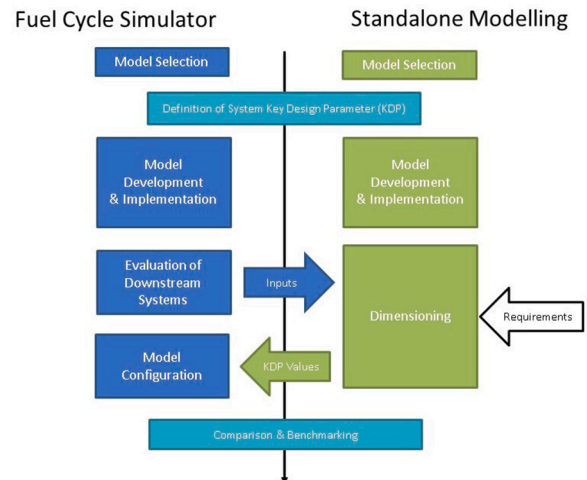 Fuel Cycle Simulator
Standalone Modelling
Model Selection
Model Selection
Definition of System Key Design Parameter (KDP)
Model
Development
& Implementation
Model
Development
& Implementation
Evaluation of
Downstream
Systems
Inputs
Dimensioning
Requirements
Model
Configuration
KDP Values
Comparison & Benchmarking